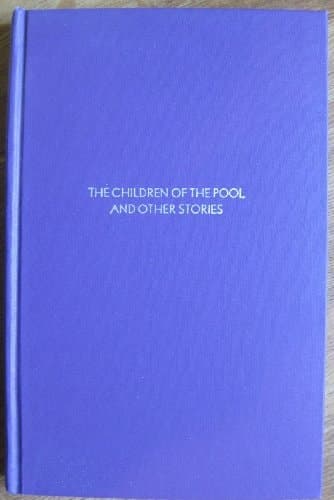 THE CHILDREN OF THE POOL
AND OTHER STORIES